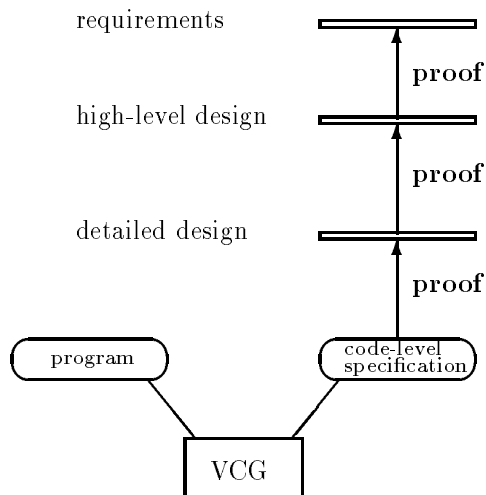 requirements
proof
high-level design
proof
detailed design
proof
program
code-level
specification
VCG